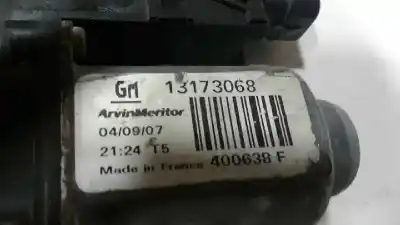 GM 13173068
ArvinMeritor
04/09/07
21:24 T5 400638 F
Made in France